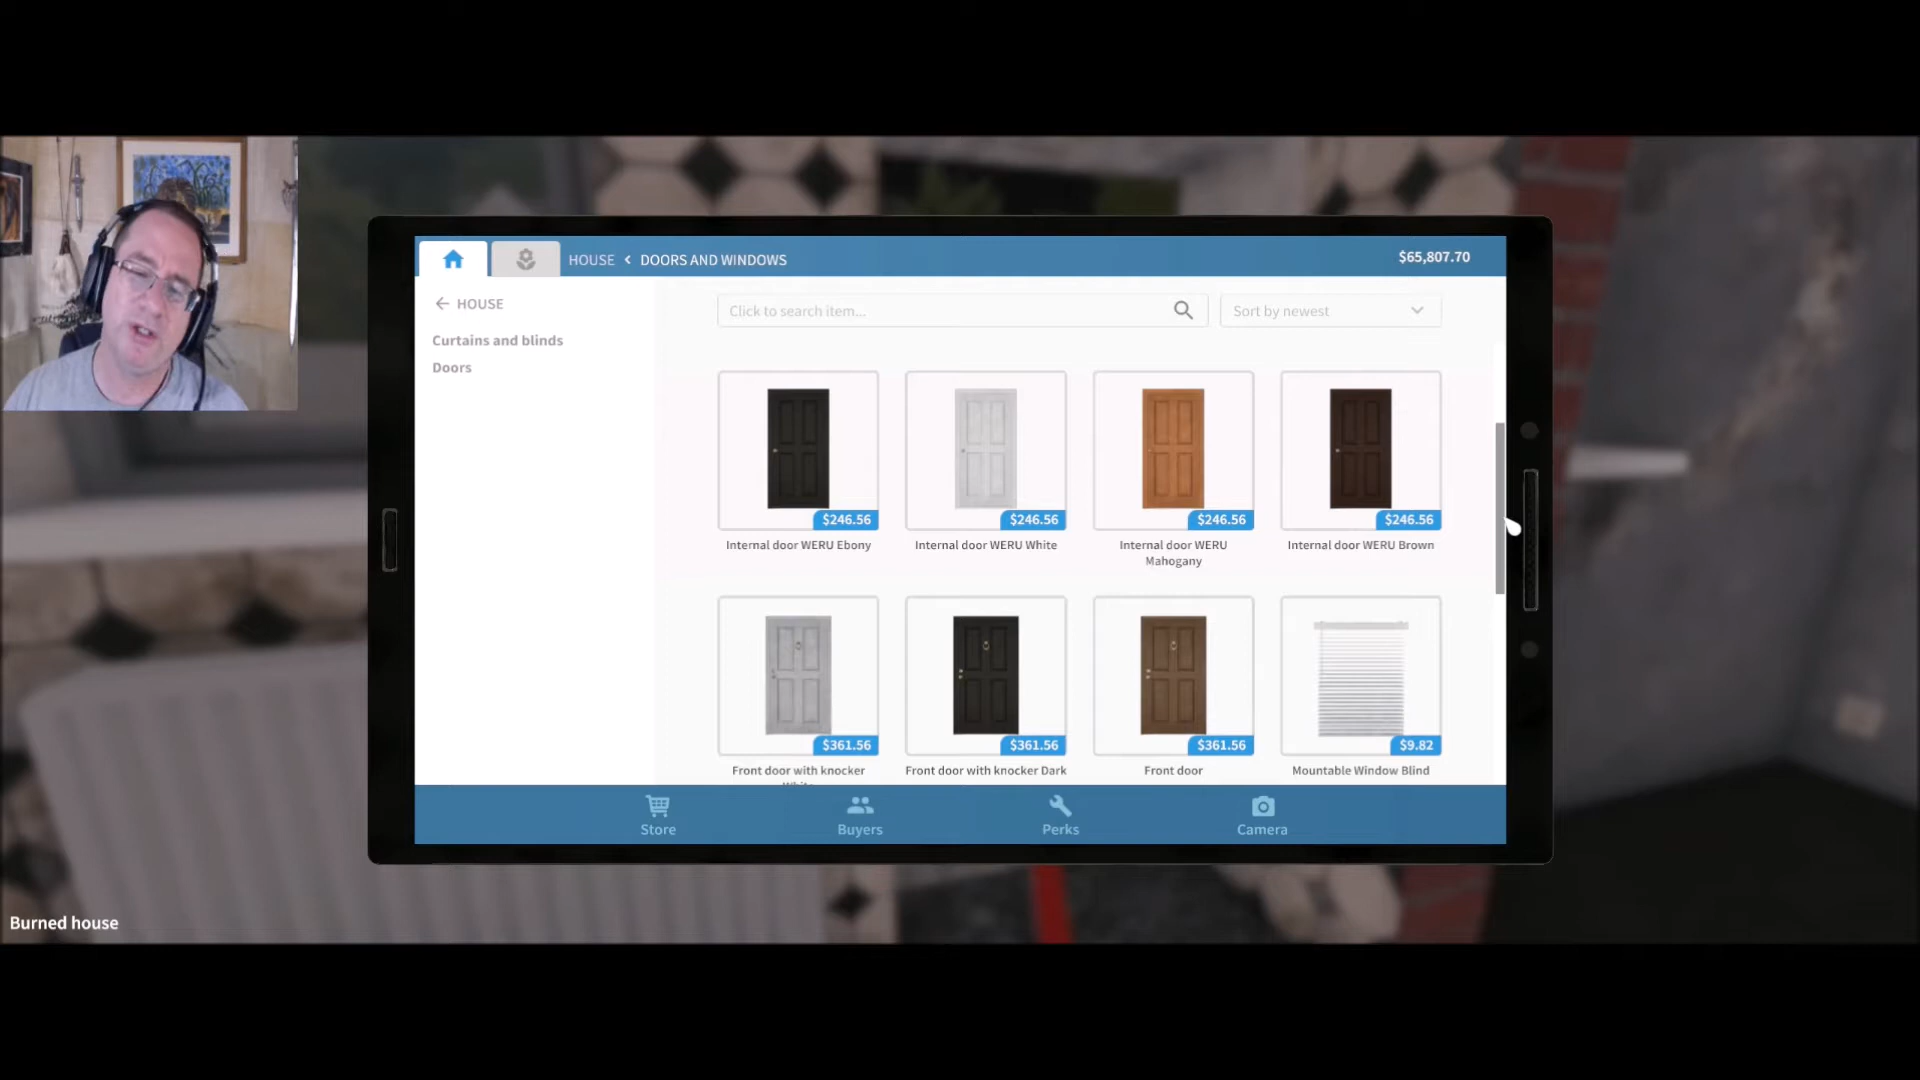 HOUSE < DOORS AND WINDOWS
$65,807.70
HOUSE
Click to search item...
Sort by newest
Curtains and blinds
Doors
$246.56
$246.56
$246.56
$246.56
Internal door WERU Ebony
Internal door WERU White
Internal door WERU
Mahogany
Internal door WERU Brown
$361.56
$361.56
$361.56
$9.82
Front door with knocker
Front door with knocker Dark
Front door
Mountable Window Blind
Store
Buyers
Perks
Camera
Burned house